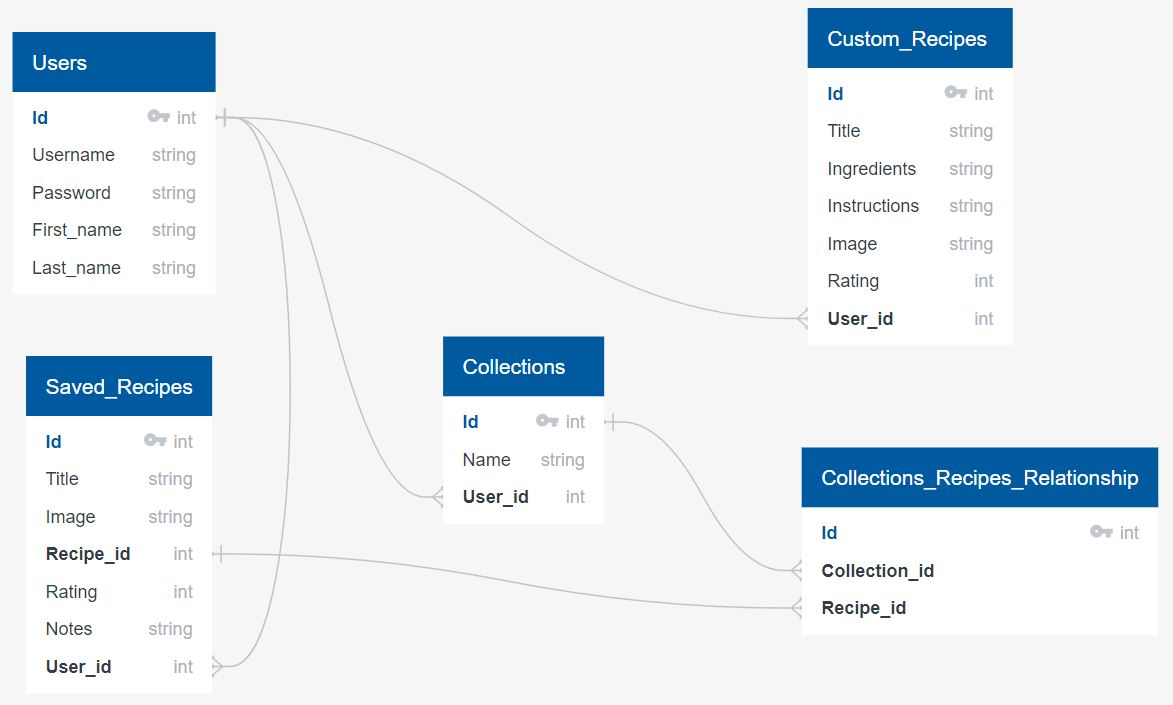 Users
Id int
Username string
Password string
First_name string
Last_name string
Custom_Recipes
Id int
Title string
Ingredients string
Instructions string
Image string
Rating int
User_id int
Saved_Recipes
Id int
Title string
Image string
Recipe_id int
Rating int
Notes string
User_id int
Collections
Id int
Name string
User_id int
Collections_Recipes_Relationship
Id int
Collection_id
Recipe_id